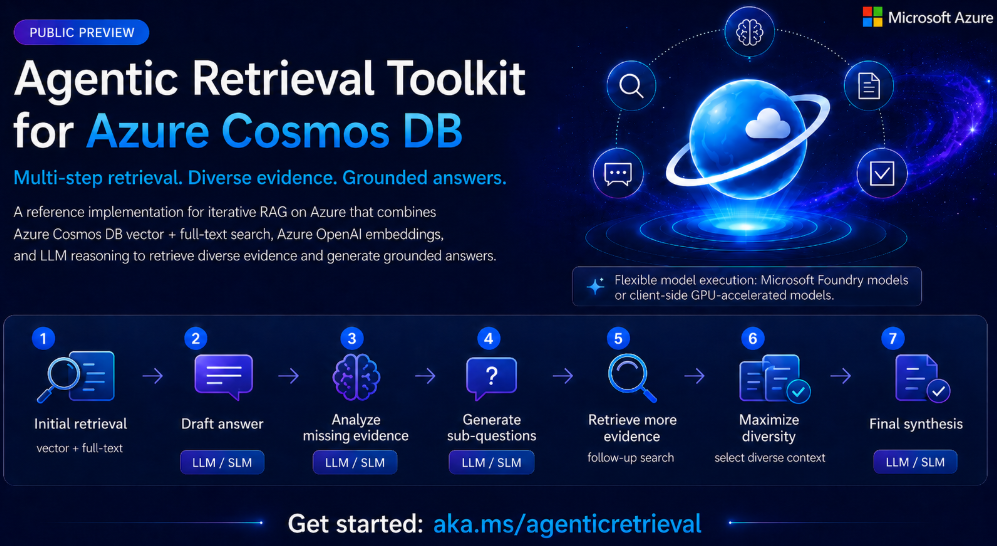 PUBLIC PREVIEW
Microsoft Azure
Agentic Retrieval Toolkit
for Azure Cosmos DB
Multi-step retrieval. Diverse evidence. Grounded answers.
A reference implementation for iterative RAG on Azure that combines
Azure Cosmos DB vector + full-text search, Azure OpenAI embeddings,
and LLM reasoning to retrieve diverse evidence and generate grounded answers.
Flexible model execution: Microsoft Foundry models
or client-side GPU-accelerated models.
1
Initial retrieval
vector + full-text
2
Draft answer
LLM / SLM
3
Analyze
missing evidence
LLM / SLM
4
?
Generate
sub-questions
LLM / SLM
5
Retrieve more
evidence
follow-up search
6
Maximize
diversity
select diverse context
7
Final synthesis
LLM / SLM
Get started: aka.ms/agenticretrieval